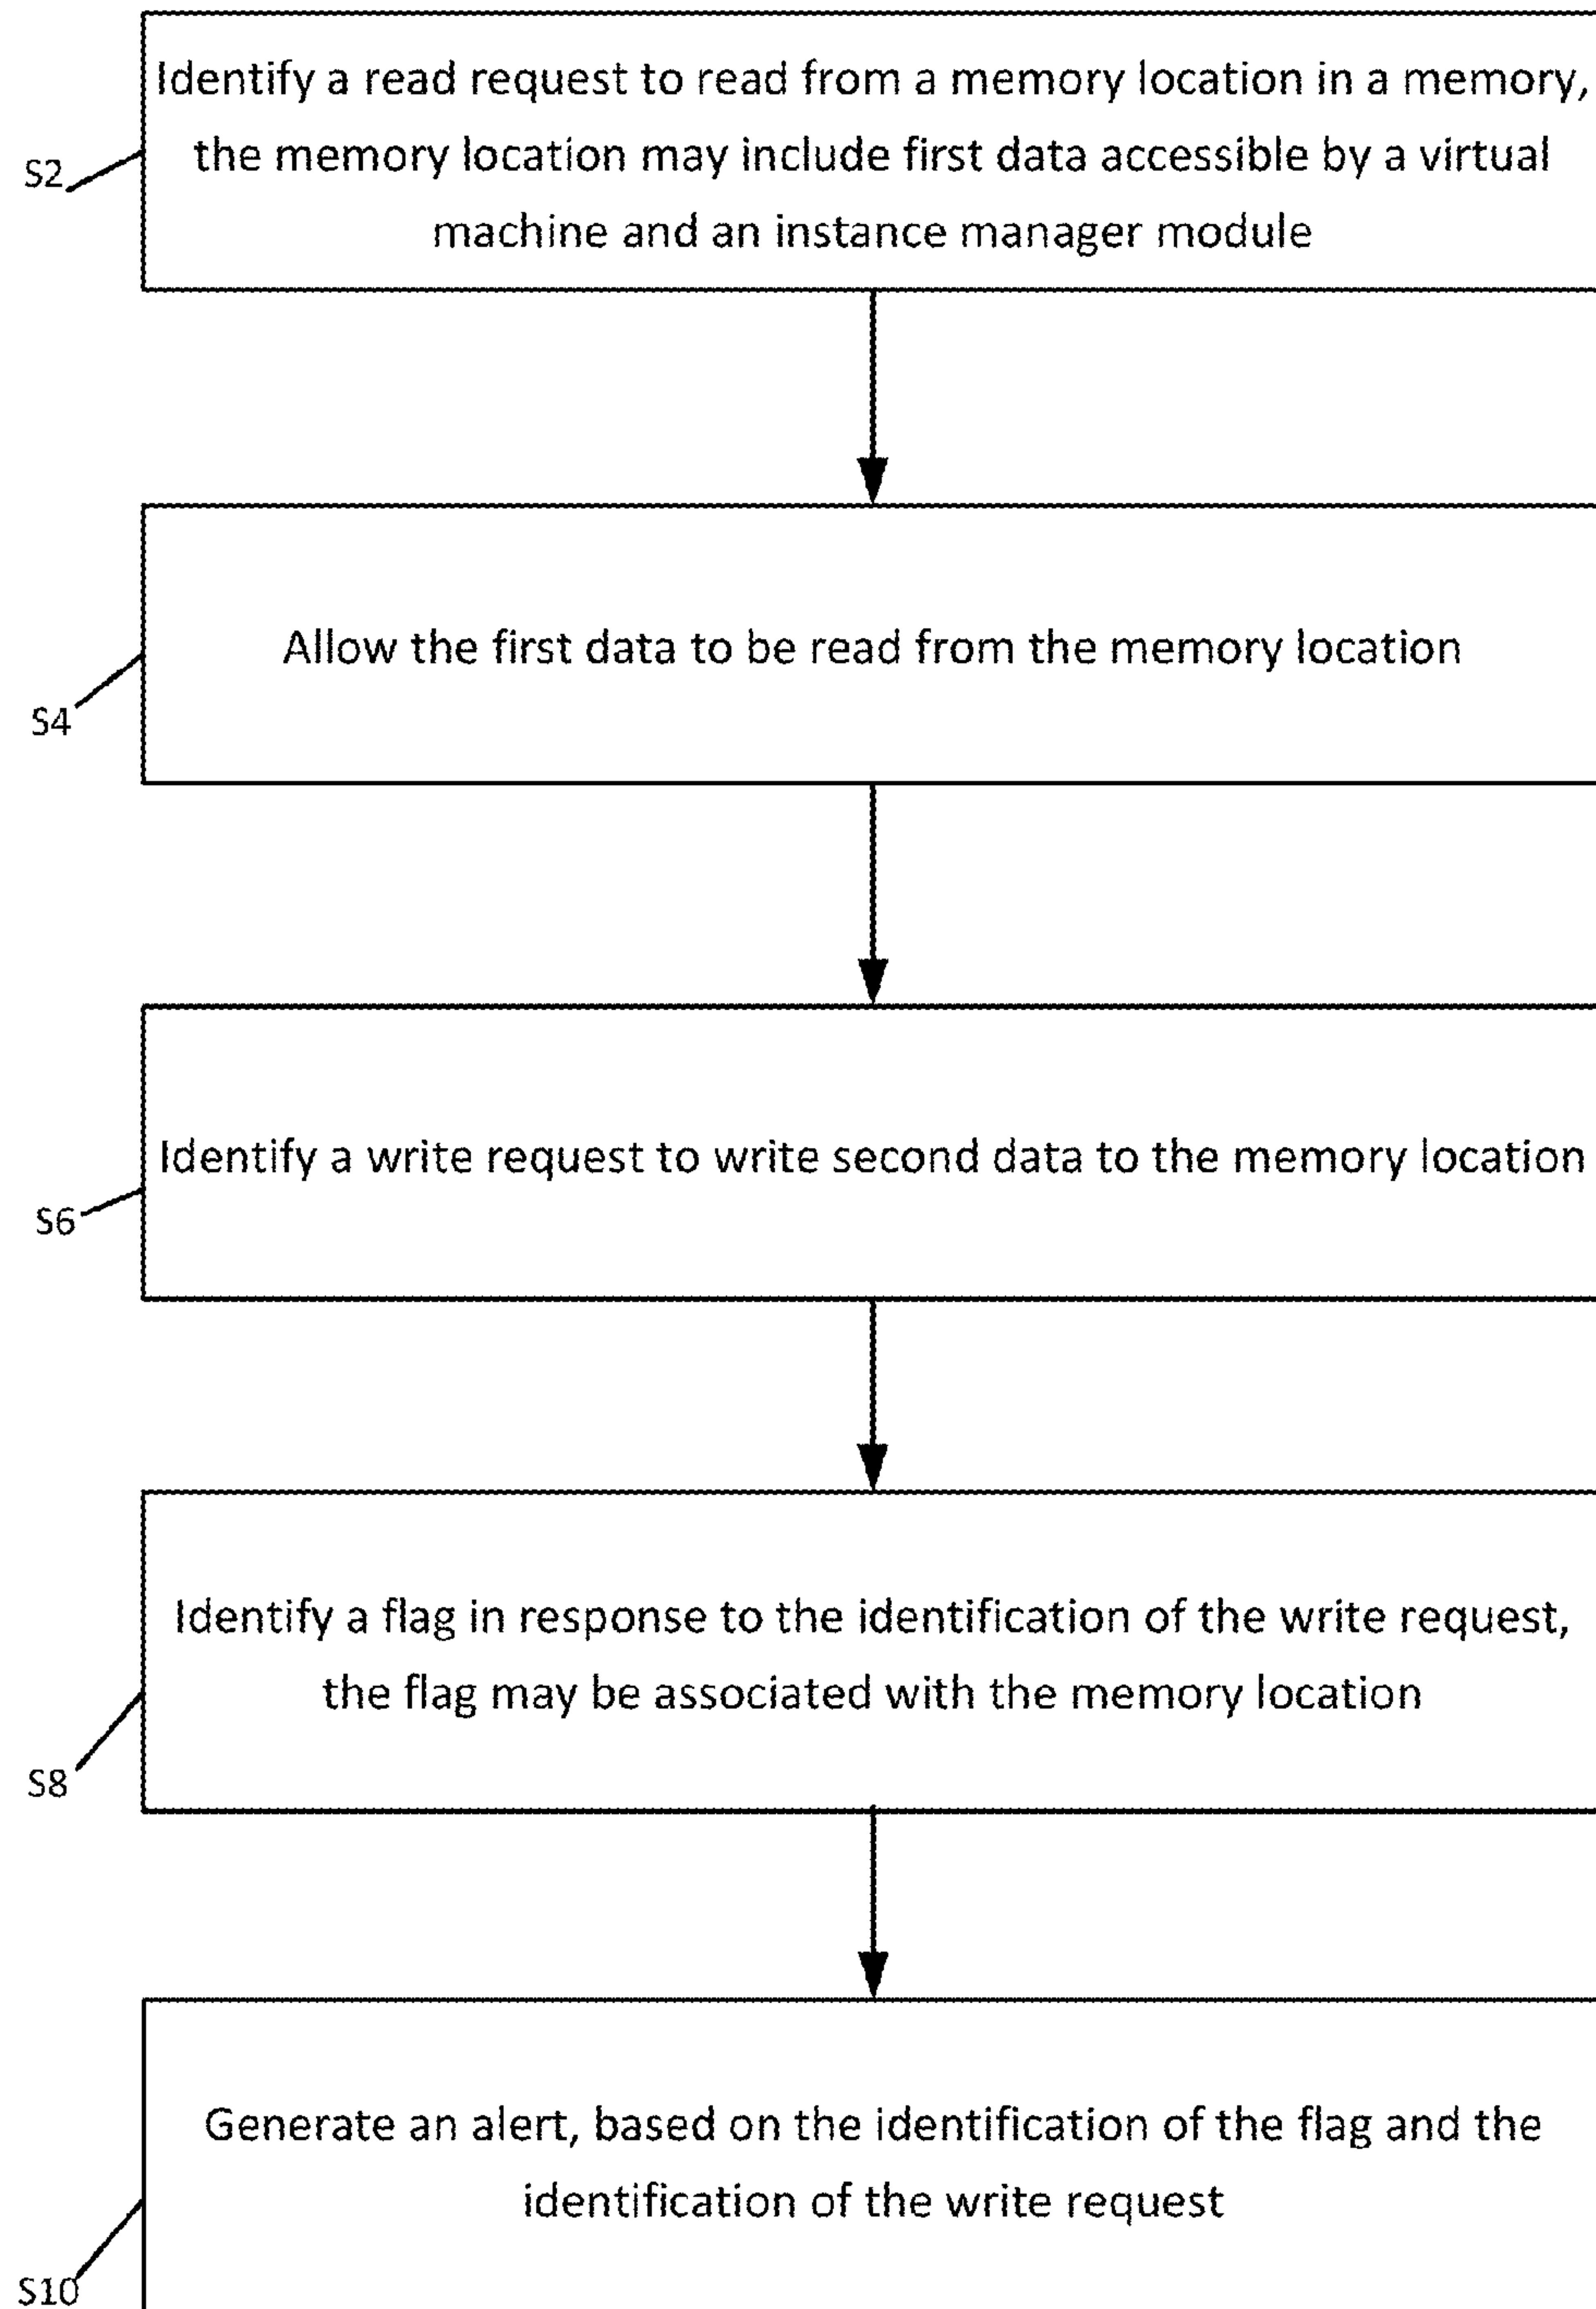 Identify a read request to read from a memory location in a memory,
the memory location may include first data accessible by a virtual
machine and an instance manager module
S2
Allow the first data to be read from the memory location
S4
Identify a write request to write second data to the memory location
S6
Identify a flag in response to the identification of the write request,
the flag may be associated with the memory location
S8
Generate an alert, based on the identification of the flag and the
identification of the write request
S10